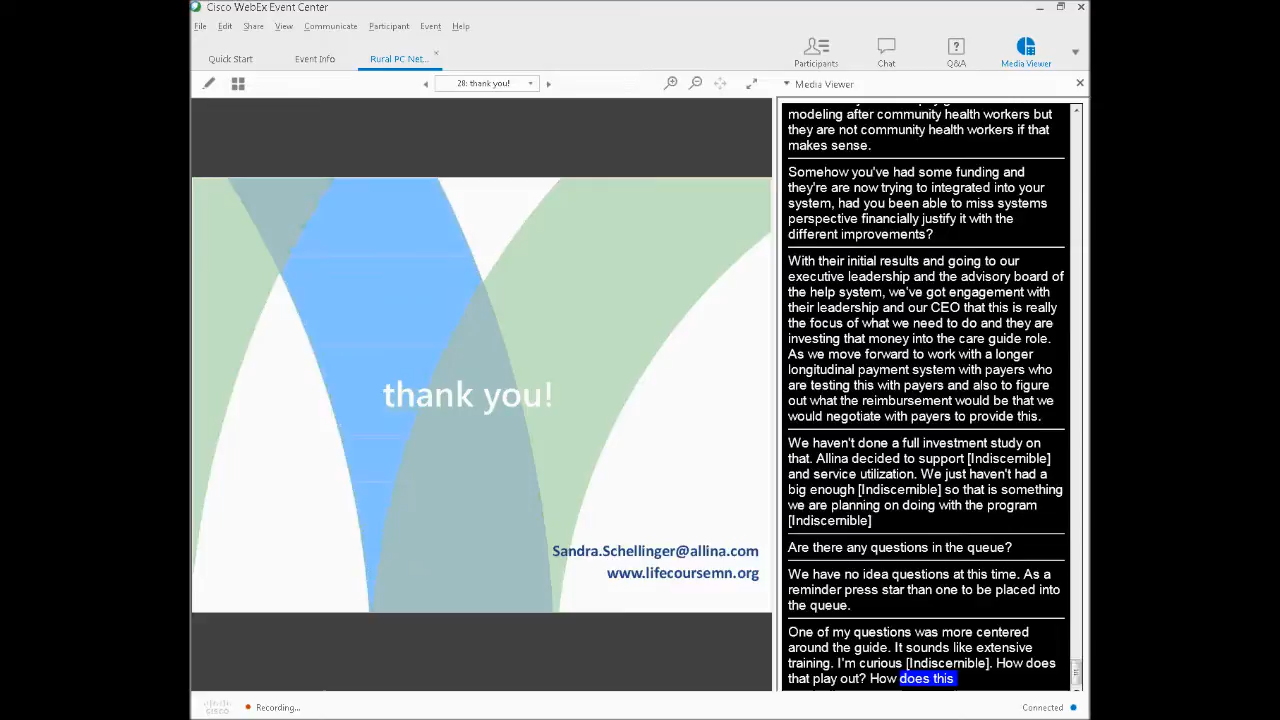 Cisco WebEx Event Center
File Edit Share View Communicate Participant Event Help
Quick Start Event Info Rural PC Net...
Participants Chat Q&A Media Viewer
28: thank you!
Media Viewer
modeling after community health workers but
they are not community health workers if that
makes sense.
Somehow you've had some funding and
they're are now trying to integrated into your
system, had you been able to miss systems
perspective financially justify it with the
different improvements?
With their initial results and going to our
executive leadership and the advisory board of
the help system, we've got engagement with
their leadership and our CEO that this is really
the focus of what we need to do and they are
investing that money into the care guide role.
As we move forward to work with a longer
longitudinal payment system with payers who
are testing this with payers and also to figure
out what the reimbursement would be that we
would negotiate with payers to provide this.
We haven't done a full investment study on
that. Allina decided to support [Indiscernible]
and service utilization. We just haven't had a
big enough [Indiscernible] so that is something
we are planning on doing with the program
[Indiscernible]
Are there any questions in the queue?
We have no idea questions at this time. As a
reminder press star than one to be placed into
the queue.
One of my questions was more centered
around the guide. It sounds like extensive
training. I'm curious [Indiscernible]. How does
that play out? How does this
thank you!
Sandra.Schellinger@allina.com
www.lifecoursemn.org
CISCO
Recording...
Connected